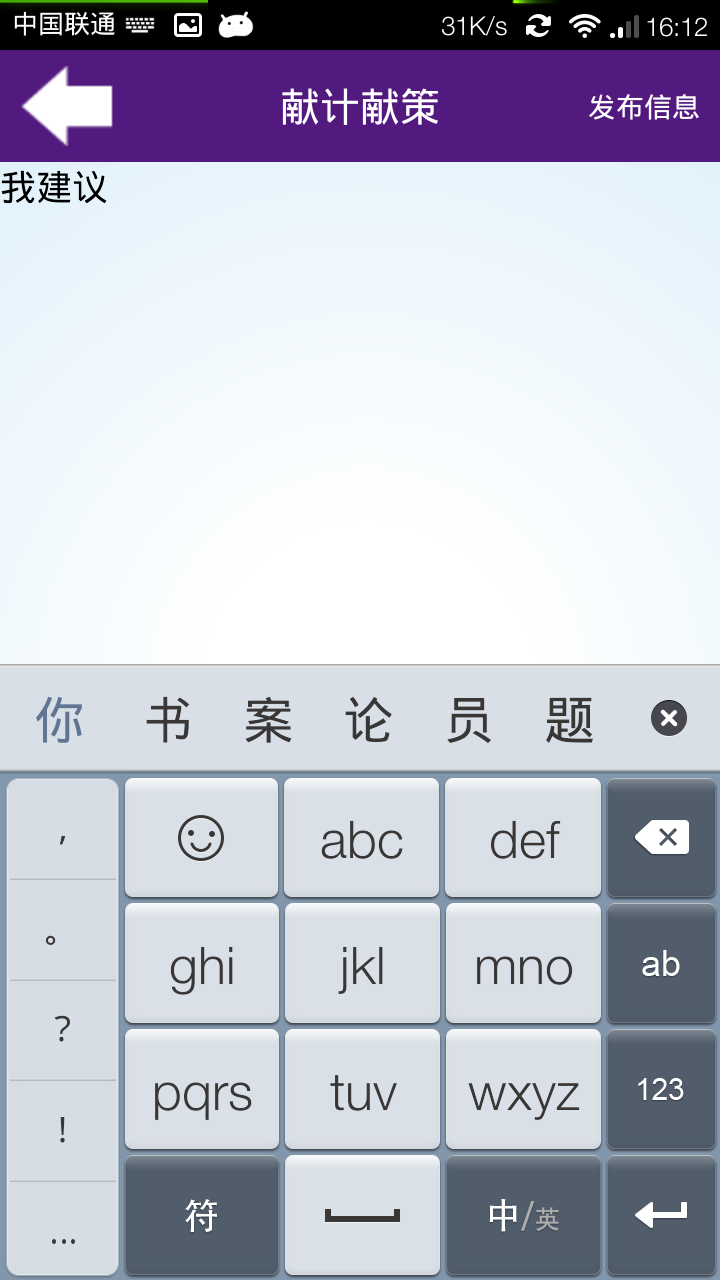 中国联通 31K/s 16:12
献计献策 发布信息
我建议
你 书 案 论 员 题
, abc def
。 ghi jkl mno ab
? pqrs tuv wxyz 123
!
... 符 中/英